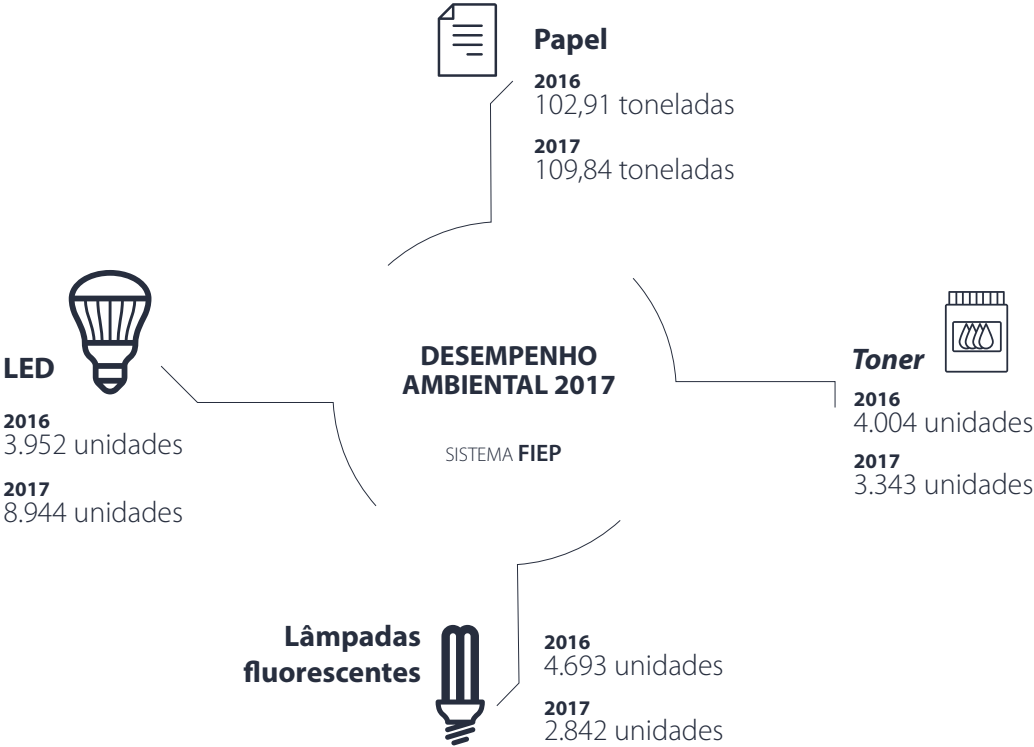 Papel
2016
102,91 toneladas
2017
109,84 toneladas
LED
2016
3.952 unidades
2017
8.944 unidades
DESEMPENHO
AMBIENTAL 2017
SISTEMA FIEP
Toner
2016
4.004 unidades
2017
3.343 unidades
Lâmpadas
fluorescentes
2016
4.693 unidades
2017
2.842 unidades